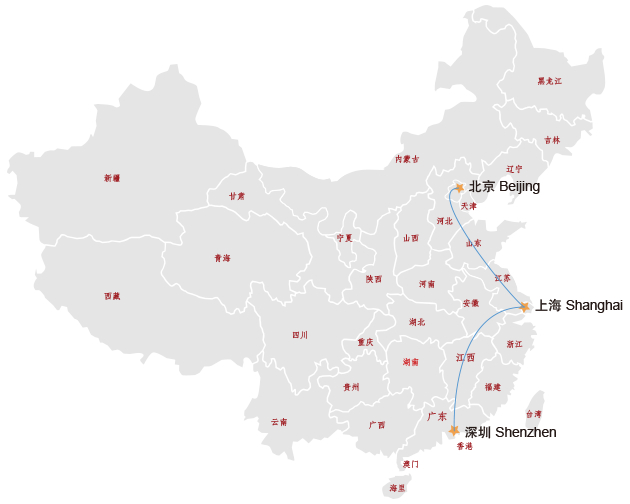 黑龙江
吉林
内蒙古
辽宁
新疆
北京 Beijing
甘肃
天津
河北
宁夏
山西
山东
青海
陕西
江苏
河南
西藏
安徽
上海 Shanghai
湖北
四川
重庆
浙江
江西
湖南
贵州
福建
台湾
广东
云南
广西
深圳 Shenzhen
香港
澳门
海里